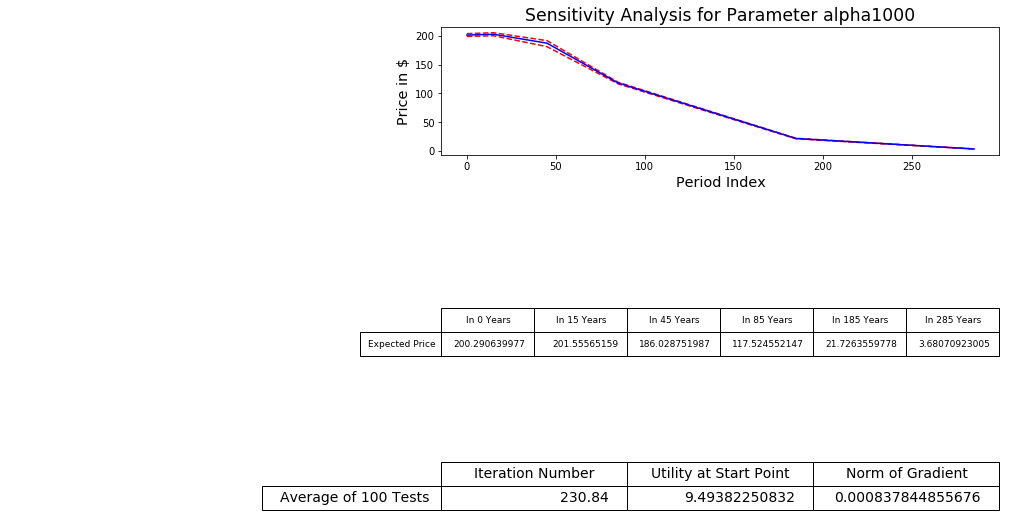 Sensitivity Analysis for Parameter alpha1000
200
150
100
50
0
Price in $
0 50 100 150 200 250
Period Index
In 0 Years In 15 Years In 45 Years In 85 Years In 185 Years In 285 Years
Expected Price 200.290639977 201.55565159 186.028751987 117.524552147 21.7263559778 3.68070923005
Iteration Number Utility at Start Point Norm of Gradient
Average of 100 Tests 230.84 9.49382250832 0.000837844855676